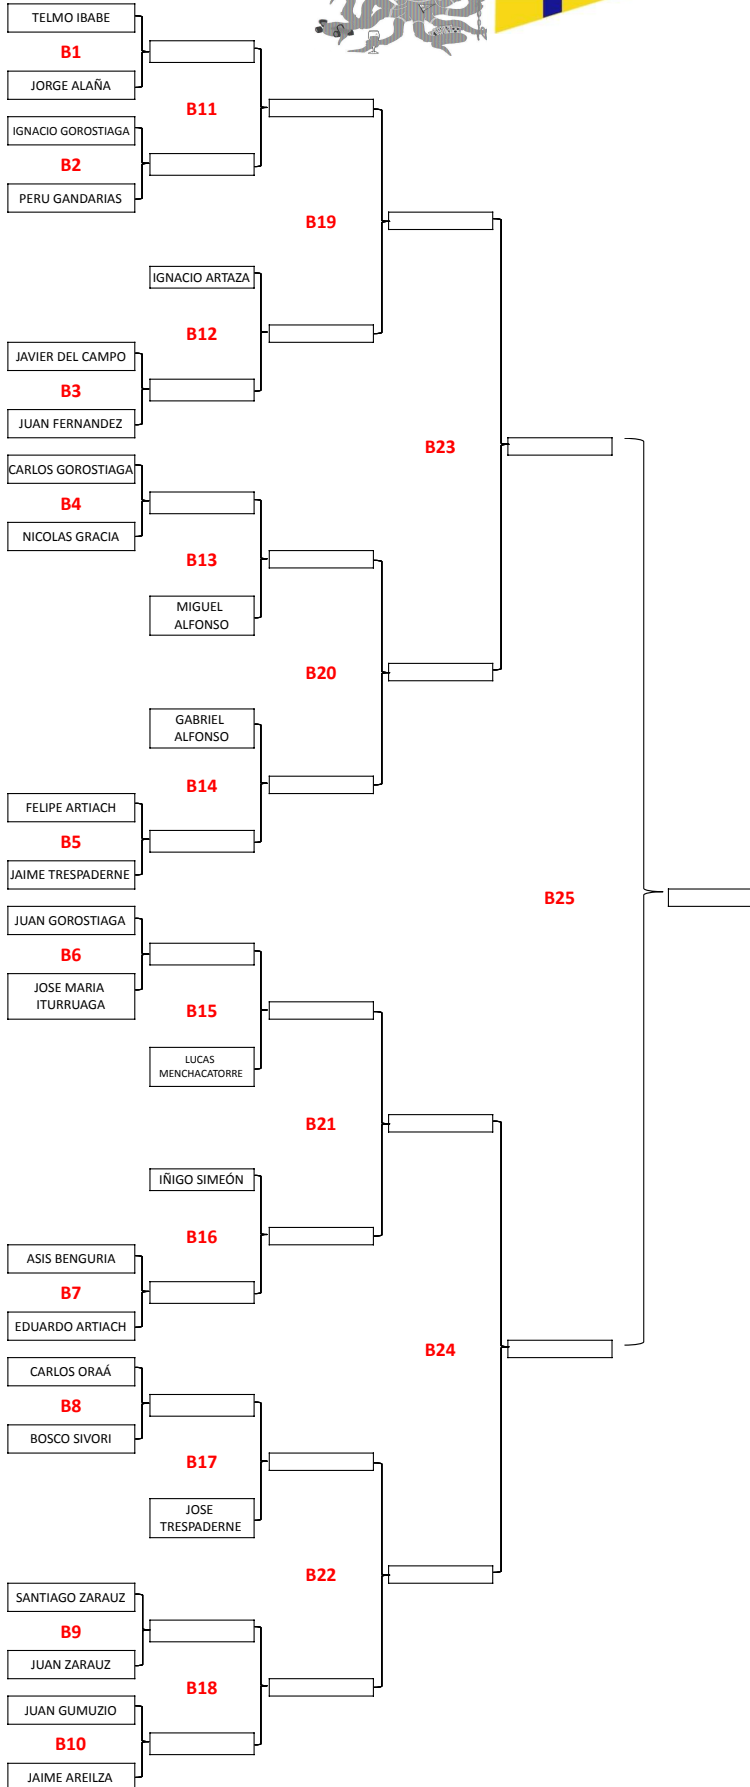 TELMO IBABE
B1
JORGE ALAÑA
B11
IGNACIO GOROSTIAGA
B2
PERU GANDARIAS
B19
IGNACIO ARTAZA
B12
JAVIER DEL CAMPO
B3
JUAN FERNANDEZ
B23
CARLOS GOROSTIAGA
B4
NICOLAS GRACIA
B13
MIGUEL
ALFONSO
B20
GABRIEL
ALFONSO
B14
FELIPE ARTIACH
B5
JAIME TRESPADERNE
B25
JUAN GOROSTIAGA
B6
JOSE MARIA
ITURRUAGA
B15
LUCAS
MENCHACATORRE
B21
IÑIGO SIMEÓN
B16
ASIS BENGURIA
B7
EDUARDO ARTIACH
B24
CARLOS ORAÁ
B8
BOSCO SIVORI
B17
JOSE
TRESPADERNE
B22
SANTIAGO ZARAUZ
B9
JUAN ZARAUZ
B18
JUAN GUMUZIO
B10
JAIME AREILZA